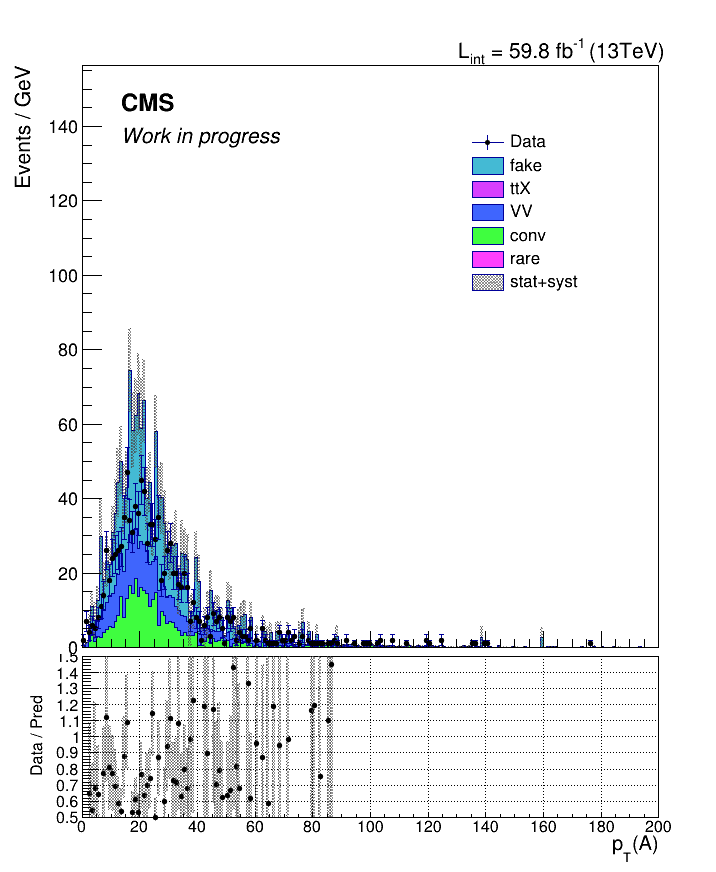 L_int = 59.8 fb^-1 (13TeV)
Events / GeV
CMS
Work in progress
140
120
100
80
60
40
20
0
Data
fake
ttX
VV
conv
rare
stat+syst
Data / Pred
1.5
1.4
1.3
1.2
1.1
1
0.9
0.8
0.7
0.6
0.5
0 20 40 60 80 100 120 140 160 180 200
p_T(A)